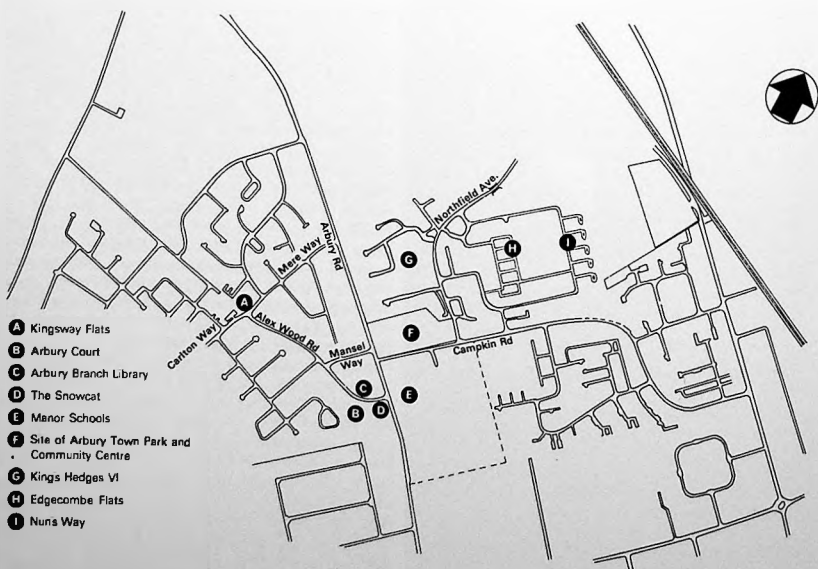 Northfield Ave.
Arbury Rd
Mere Way
Alex Wood Rd
Carlton Way
Mansel
Way
Campkin Rd
G
H
I
A
F
C
B
D
E
A Kingsway Flats
B Arbury Court
C Arbury Branch Library
D The Snowcat
E Manor Schools
F Site of Arbury Town Park and
Community Centre
G Kings Hedges VI
H Edgecombe Flats
I Nun's Way